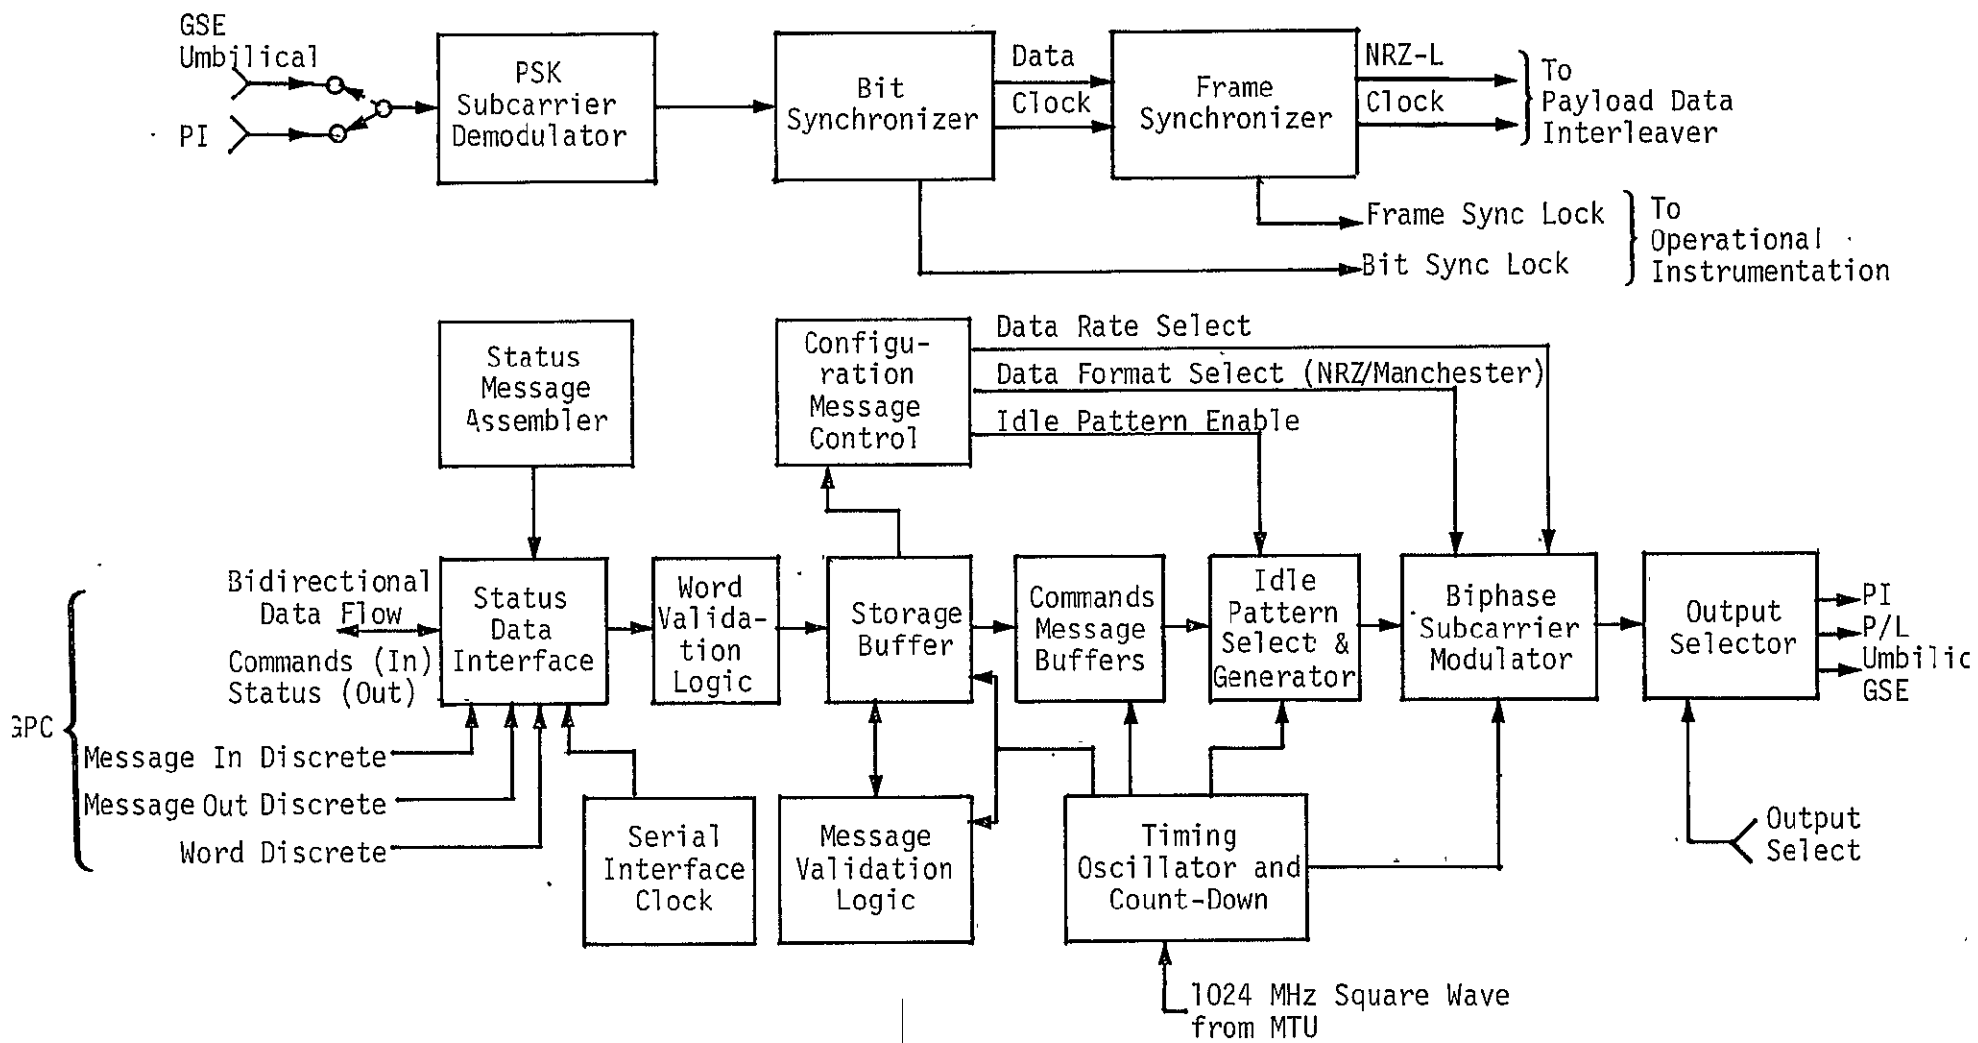 GSE
Umbilical
PI
PSK
Subcarrier
Demodulator
Bit
Synchronizer
Data
Clock
Frame
Synchronizer
NRZ-L
Clock
To
Payload Data
Interleaver
Frame Sync Lock
Bit Sync Lock
To
Operational
Instrumentation
Status
Message
Assembler
Configu-
ration
Message
Control
Data Rate Select
Data Format Select (NRZ/Manchester)
Idle Pattern Enable
GPC
Bidirectional
Data Flow
Commands (In)
Status (Out)
Message In Discrete
Message Out Discrete
Word Discrete
Status
Data
Interface
Word
Valida-
tion
Logic
Storage
Buffer
Commands
Message
Buffers
Idle
Pattern
Select &
Generator
Biphase
Subcarrier
Modulator
Output
Selector
PI
P/L
Umbilic
GSE
Serial
Interface
Clock
Message
Validation
Logic
Timing
Oscillator and
Count-Down
Output
Select
1024 MHz Square Wave
from MTU